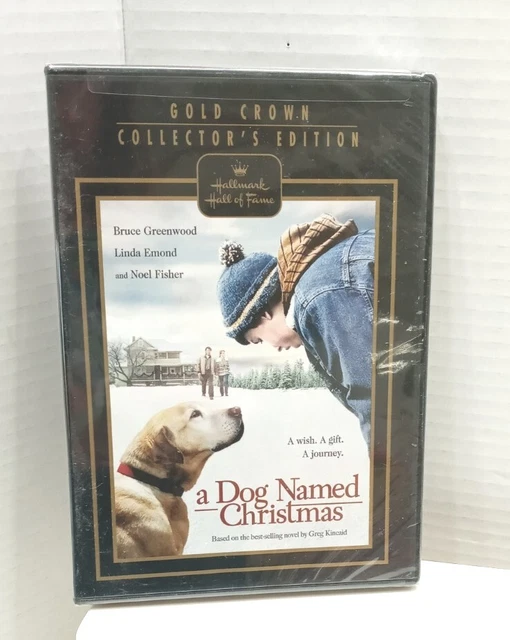 GOLD CROWN
COLLECTOR'S EDITION
Hallmark
Hall of Fame
Bruce Greenwood
Linda Emond
and Noel Fisher
A wish. A gift.
A journey.
a Dog Named
Christmas
Based on the best-selling novel by Greg Kincaid